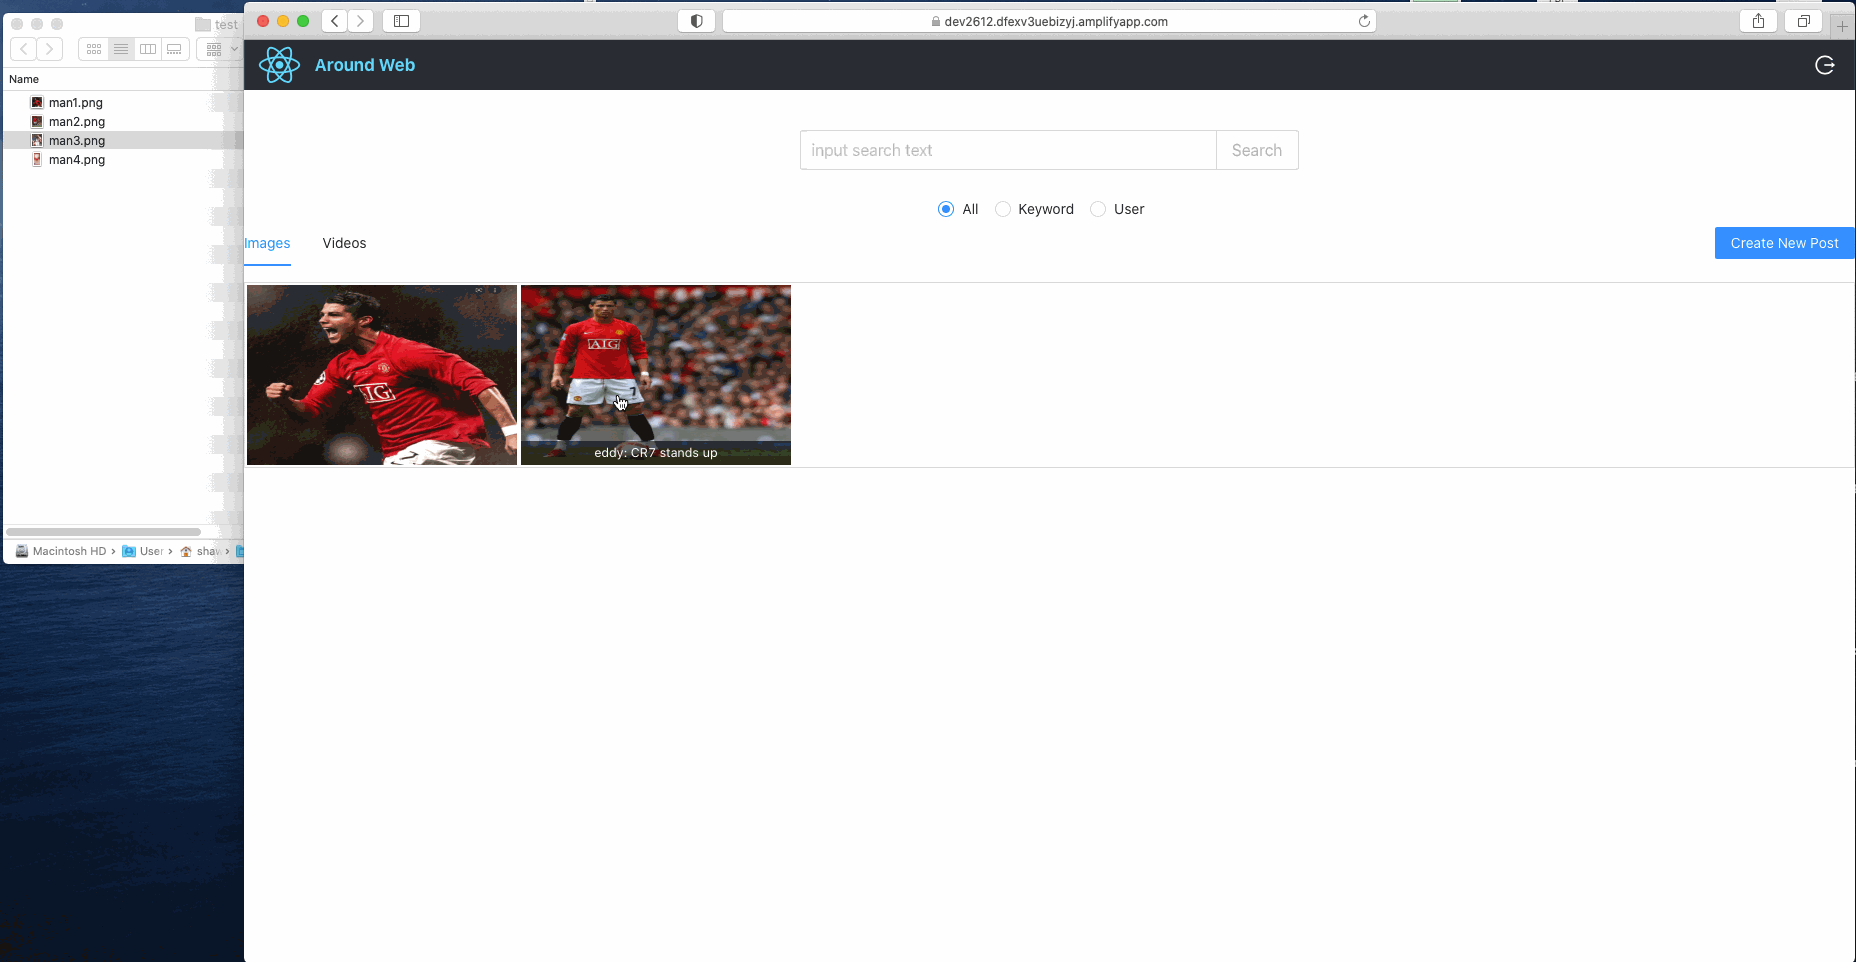 test
Name
man1.png
man2.png
man3.png
man4.png
Macintosh HD › User › shaw ›
dev2612.dfexv3uebizyj.amplifyapp.com
Around Web
input search text
Search
All Keyword User
Images Videos
Create New Post
AIG
AIG
7
eddy: CR7 stands up